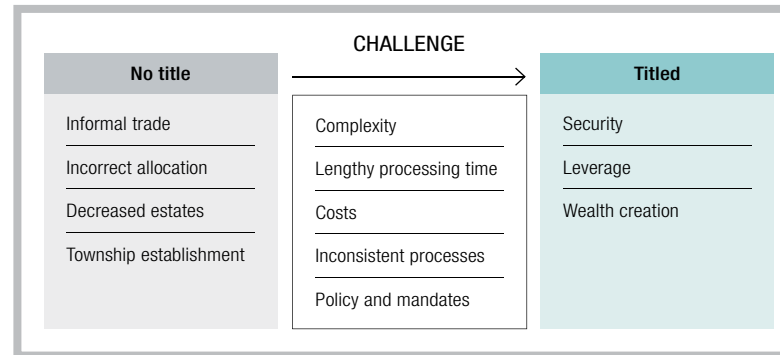 CHALLENGE
No title
Informal trade
Incorrect allocation
Decreased estates
Township establishment
Complexity
Lengthy processing time
Costs
Inconsistent processes
Policy and mandates
Titled
Security
Leverage
Wealth creation